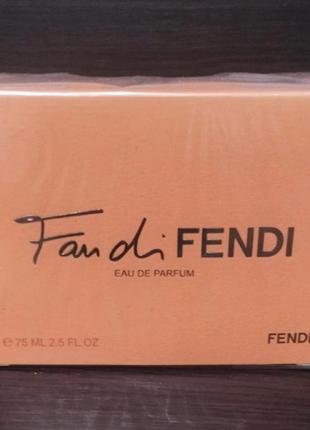 Fan di FENDI
EAU DE PARFUM
℮ 75 ML 2.5 FL.OZ
FENDI